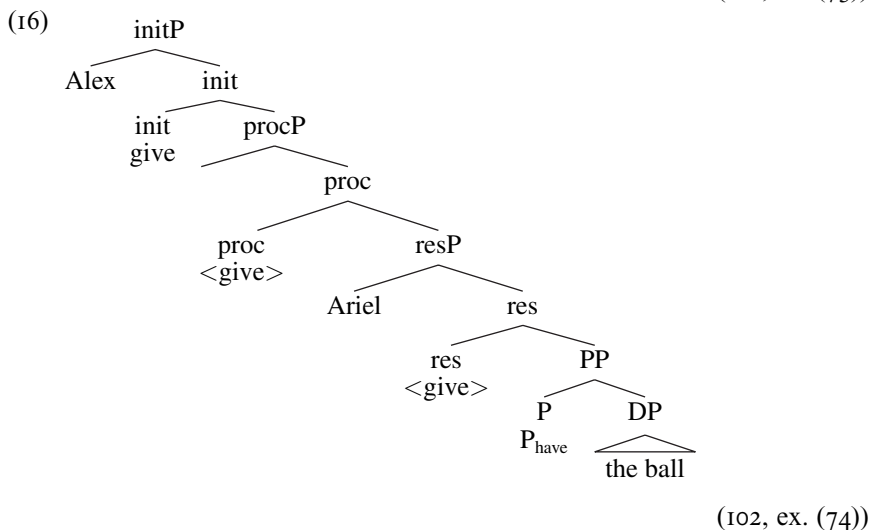 (16)
initP
Alex init
init procP
give
proc
proc resP
<give>
Ariel res
res PP
<give>
P DP
Phave
the ball
(102, ex. (74))